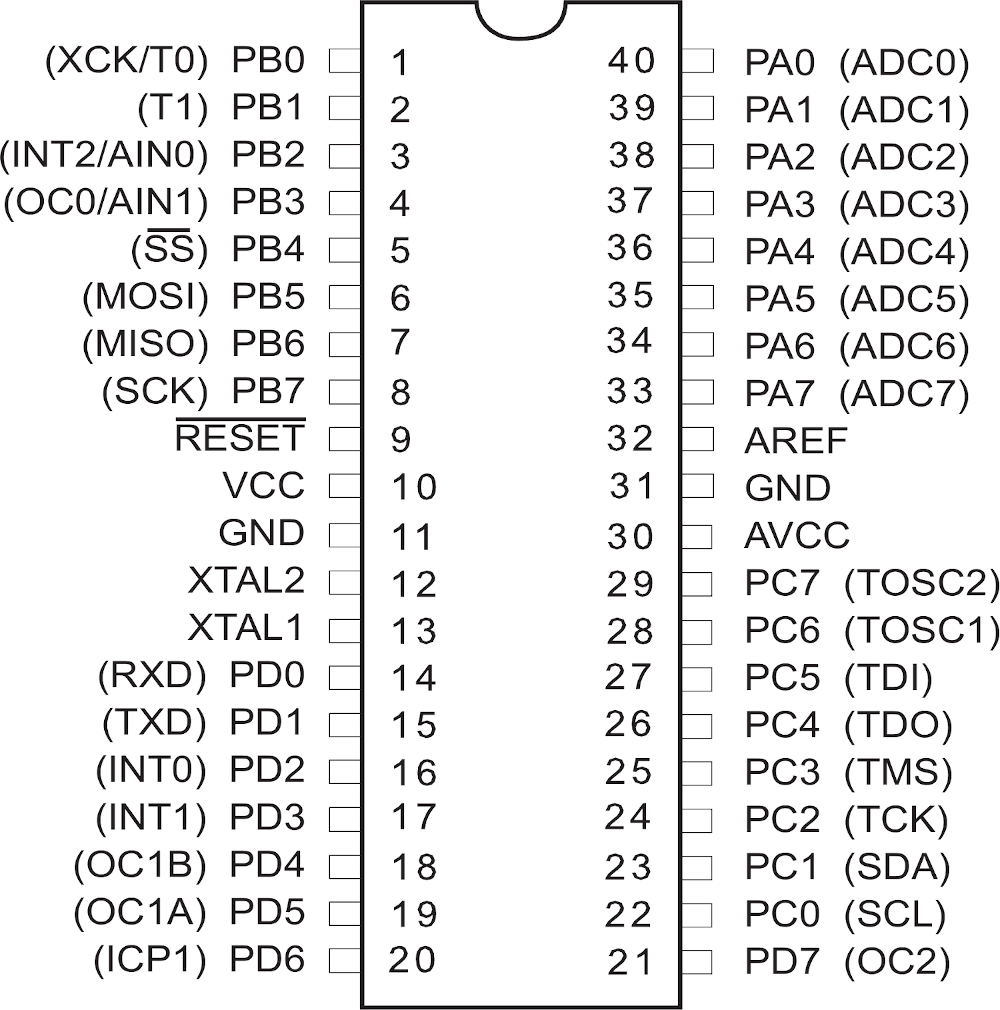 (XCK/T0) PB0 1 40 PA0 (ADC0)
(T1) PB1 2 39 PA1 (ADC1)
(INT2/AIN0) PB2 3 38 PA2 (ADC2)
(OC0/AIN1) PB3 4 37 PA3 (ADC3)
(S̅S̅) PB4 5 36 PA4 (ADC4)
(MOSI) PB5 6 35 PA5 (ADC5)
(MISO) PB6 7 34 PA6 (ADC6)
(SCK) PB7 8 33 PA7 (ADC7)
R̅E̅S̅E̅T̅ 9 32 AREF
VCC 10 31 GND
GND 11 30 AVCC
XTAL2 12 29 PC7 (TOSC2)
XTAL1 13 28 PC6 (TOSC1)
(RXD) PD0 14 27 PC5 (TDI)
(TXD) PD1 15 26 PC4 (TDO)
(INT0) PD2 16 25 PC3 (TMS)
(INT1) PD3 17 24 PC2 (TCK)
(OC1B) PD4 18 23 PC1 (SDA)
(OC1A) PD5 19 22 PC0 (SCL)
(ICP1) PD6 20 21 PD7 (OC2)